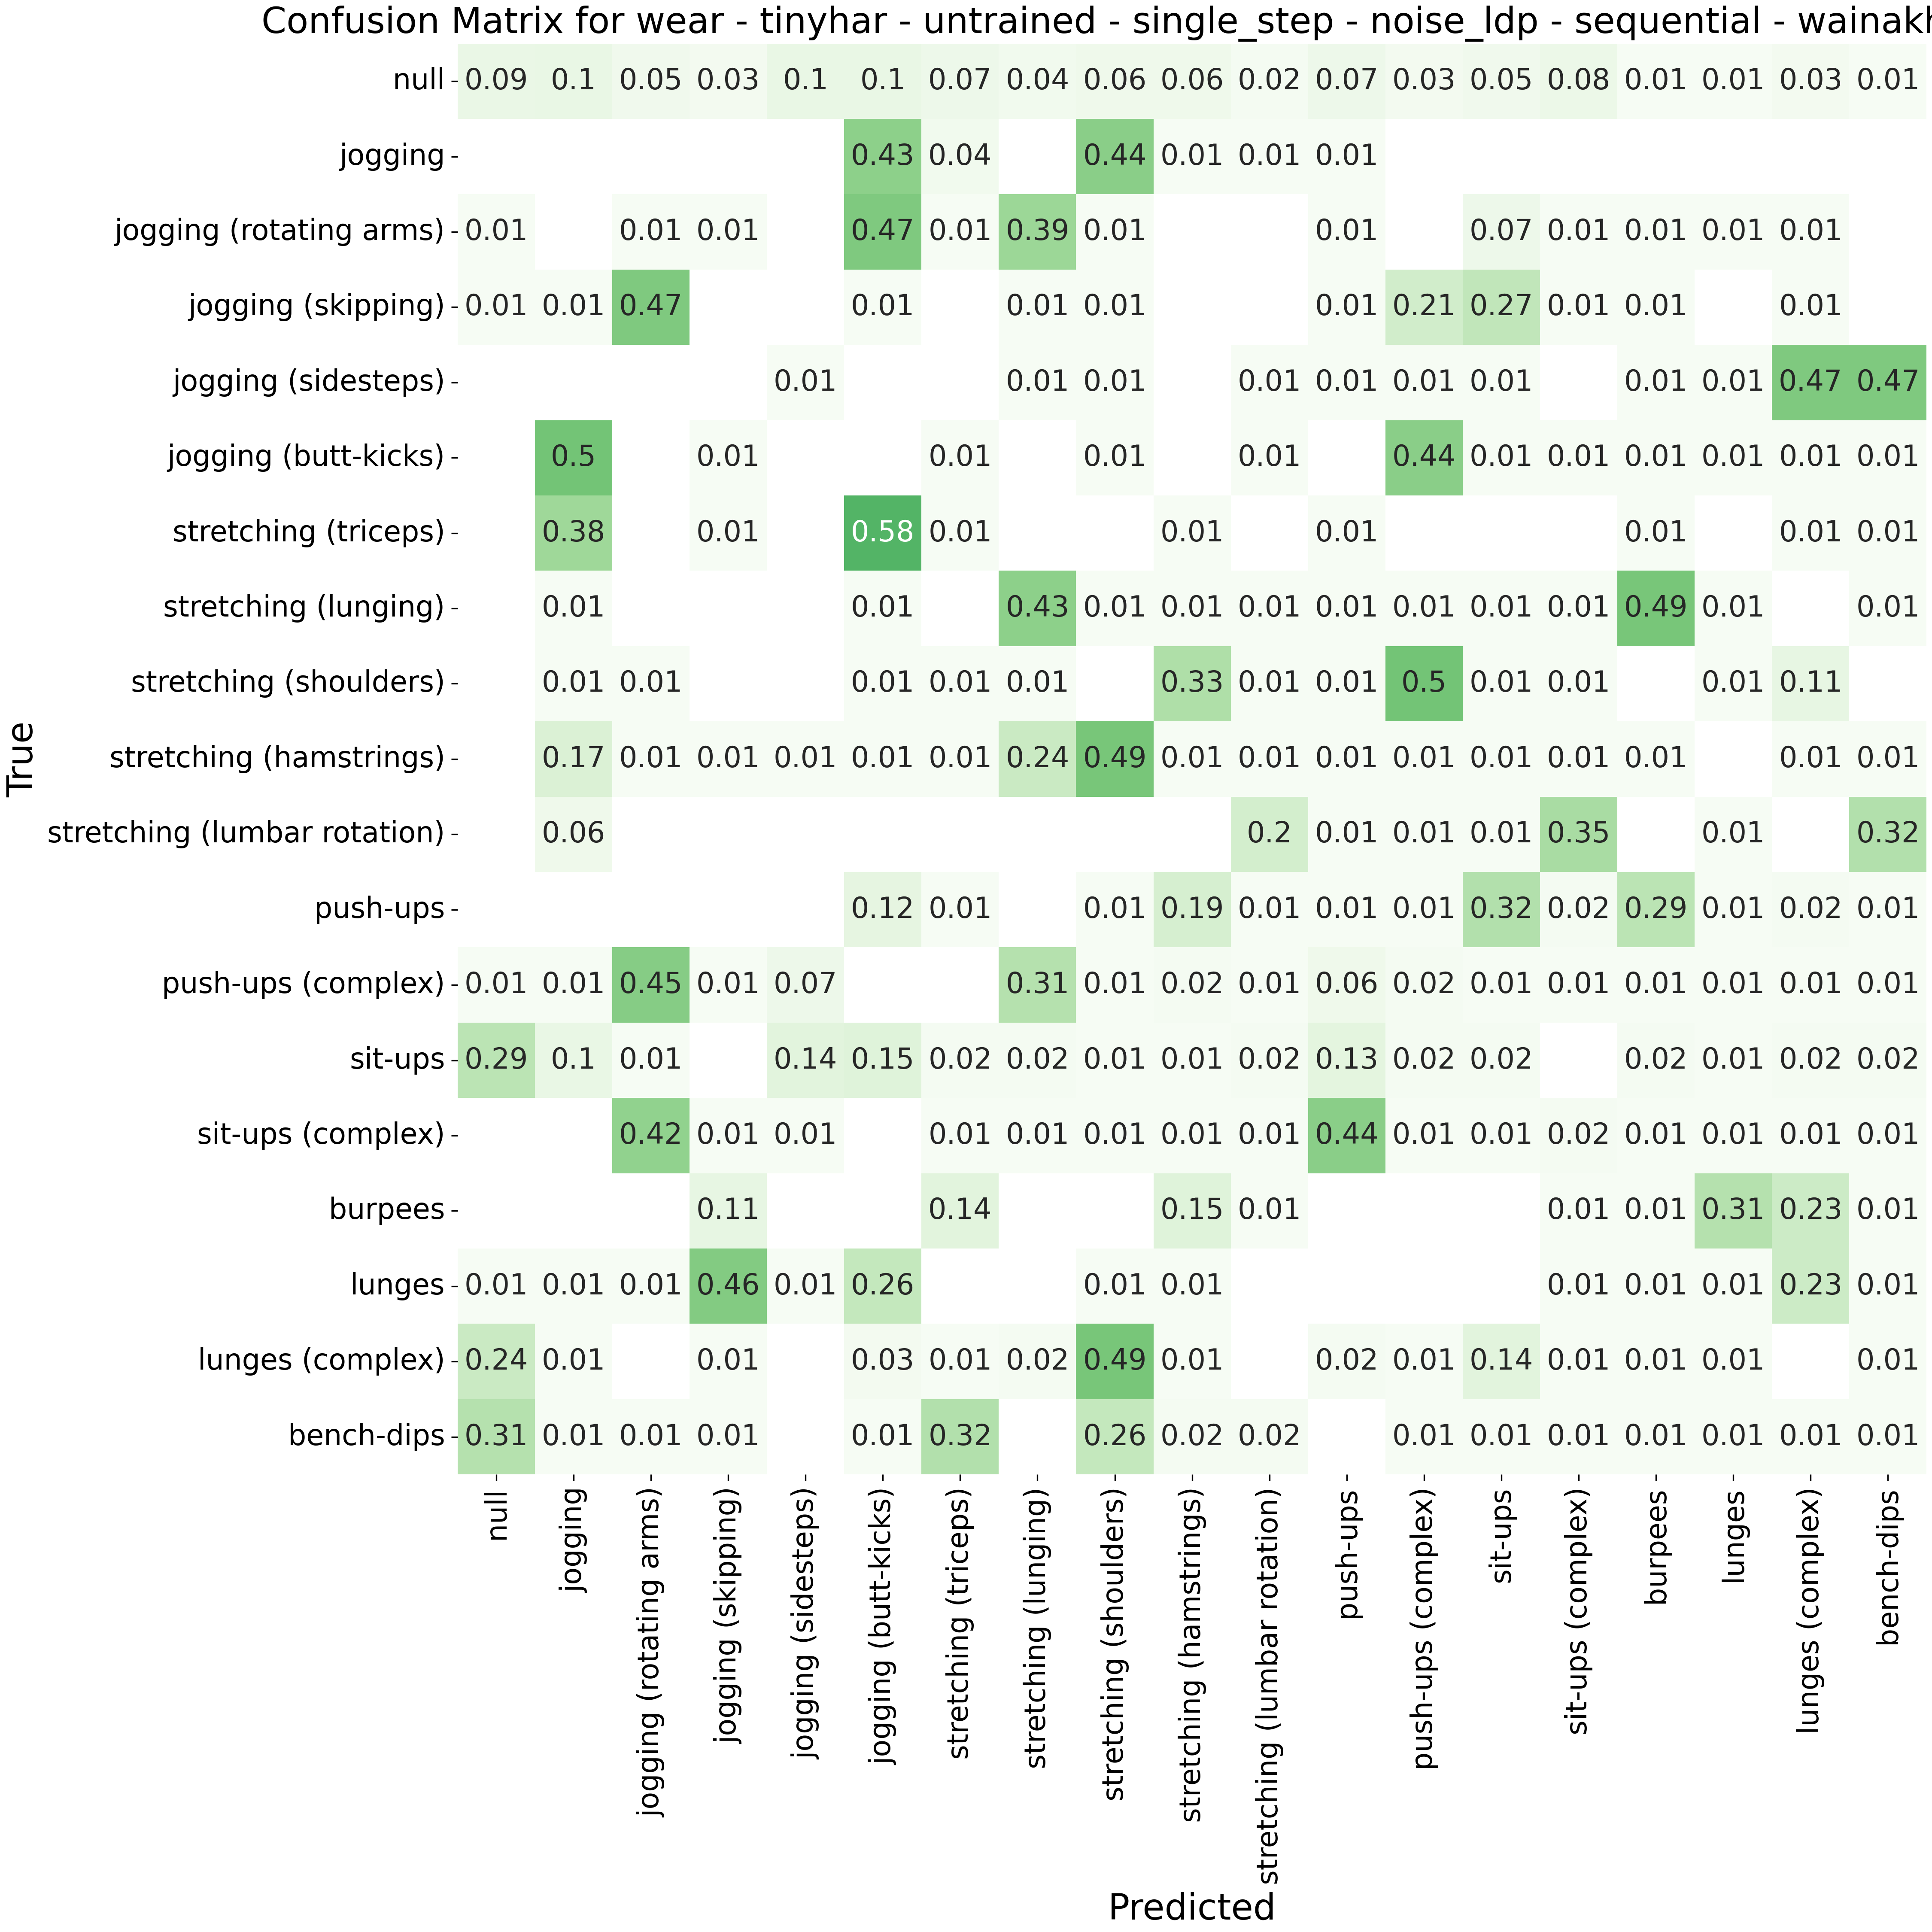 Confusion Matrix for wear - tinyhar - untrained - single_step - noise_ldp - sequential - wainakh
null 0.09 0.1 0.05 0.03 0.1 0.1 0.07 0.04 0.06 0.06 0.02 0.07 0.03 0.05 0.08 0.01 0.01 0.03 0.01
jogging 0.43 0.04 0.44 0.01 0.01 0.01
jogging (rotating arms) 0.01 0.01 0.01 0.47 0.01 0.39 0.01 0.01 0.07 0.01 0.01 0.01 0.01
jogging (skipping) 0.01 0.01 0.47 0.01 0.01 0.01 0.01 0.21 0.27 0.01 0.01 0.01
jogging (sidesteps) 0.01 0.01 0.01 0.01 0.01 0.01 0.01 0.01 0.01 0.47 0.47
jogging (butt-kicks) 0.5 0.01 0.01 0.01 0.01 0.44 0.01 0.01 0.01 0.01 0.01 0.01
stretching (triceps) 0.38 0.01 0.58 0.01 0.01 0.01 0.01 0.01 0.01
stretching (lunging) 0.01 0.01 0.43 0.01 0.01 0.01 0.01 0.01 0.01 0.01 0.49 0.01 0.01
stretching (shoulders) 0.01 0.01 0.01 0.01 0.01 0.33 0.01 0.01 0.5 0.01 0.01 0.01 0.11
stretching (hamstrings) 0.17 0.01 0.01 0.01 0.01 0.01 0.24 0.49 0.01 0.01 0.01 0.01 0.01 0.01 0.01 0.01 0.01
stretching (lumbar rotation) 0.06 0.2 0.01 0.01 0.01 0.35 0.01 0.32
push-ups 0.12 0.01 0.01 0.19 0.01 0.01 0.01 0.32 0.02 0.29 0.01 0.02 0.01
push-ups (complex) 0.01 0.01 0.45 0.01 0.07 0.31 0.01 0.02 0.01 0.06 0.02 0.01 0.01 0.01 0.01 0.01 0.01
sit-ups 0.29 0.1 0.01 0.14 0.15 0.02 0.02 0.01 0.01 0.02 0.13 0.02 0.02 0.02 0.01 0.02 0.02
sit-ups (complex) 0.42 0.01 0.01 0.01 0.01 0.01 0.01 0.01 0.44 0.01 0.01 0.02 0.01 0.01 0.01 0.01
burpees 0.11 0.14 0.15 0.01 0.01 0.01 0.31 0.23 0.01
lunges 0.01 0.01 0.01 0.46 0.01 0.26 0.01 0.01 0.01 0.01 0.01 0.23 0.01
lunges (complex) 0.24 0.01 0.01 0.03 0.01 0.02 0.49 0.01 0.02 0.01 0.14 0.01 0.01 0.01 0.01
bench-dips 0.31 0.01 0.01 0.01 0.01 0.32 0.26 0.02 0.02 0.01 0.01 0.01 0.01 0.01 0.01 0.01
True
null
jogging
jogging (rotating arms)
jogging (skipping)
jogging (sidesteps)
jogging (butt-kicks)
stretching (triceps)
stretching (lunging)
stretching (shoulders)
stretching (hamstrings)
stretching (lumbar rotation)
push-ups
push-ups (complex)
sit-ups
sit-ups (complex)
burpees
lunges
lunges (complex)
bench-dips
Predicted